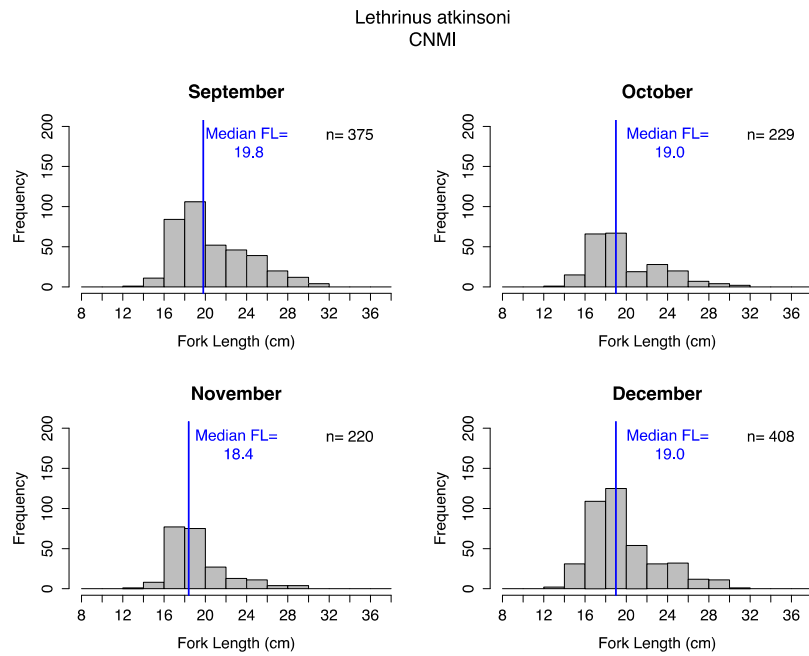 Lethrinus atkinsoni
CNMI
September
Median FL=
19.8
n= 375
Frequency
200
150
100
50
0
8 12 16 20 24 28 32 36
Fork Length (cm)
October
Median FL=
19.0
n= 229
Frequency
200
150
100
50
0
8 12 16 20 24 28 32 36
Fork Length (cm)
November
Median FL=
18.4
n= 220
Frequency
200
150
100
50
0
8 12 16 20 24 28 32 36
Fork Length (cm)
December
Median FL=
19.0
n= 408
Frequency
200
150
100
50
0
8 12 16 20 24 28 32 36
Fork Length (cm)